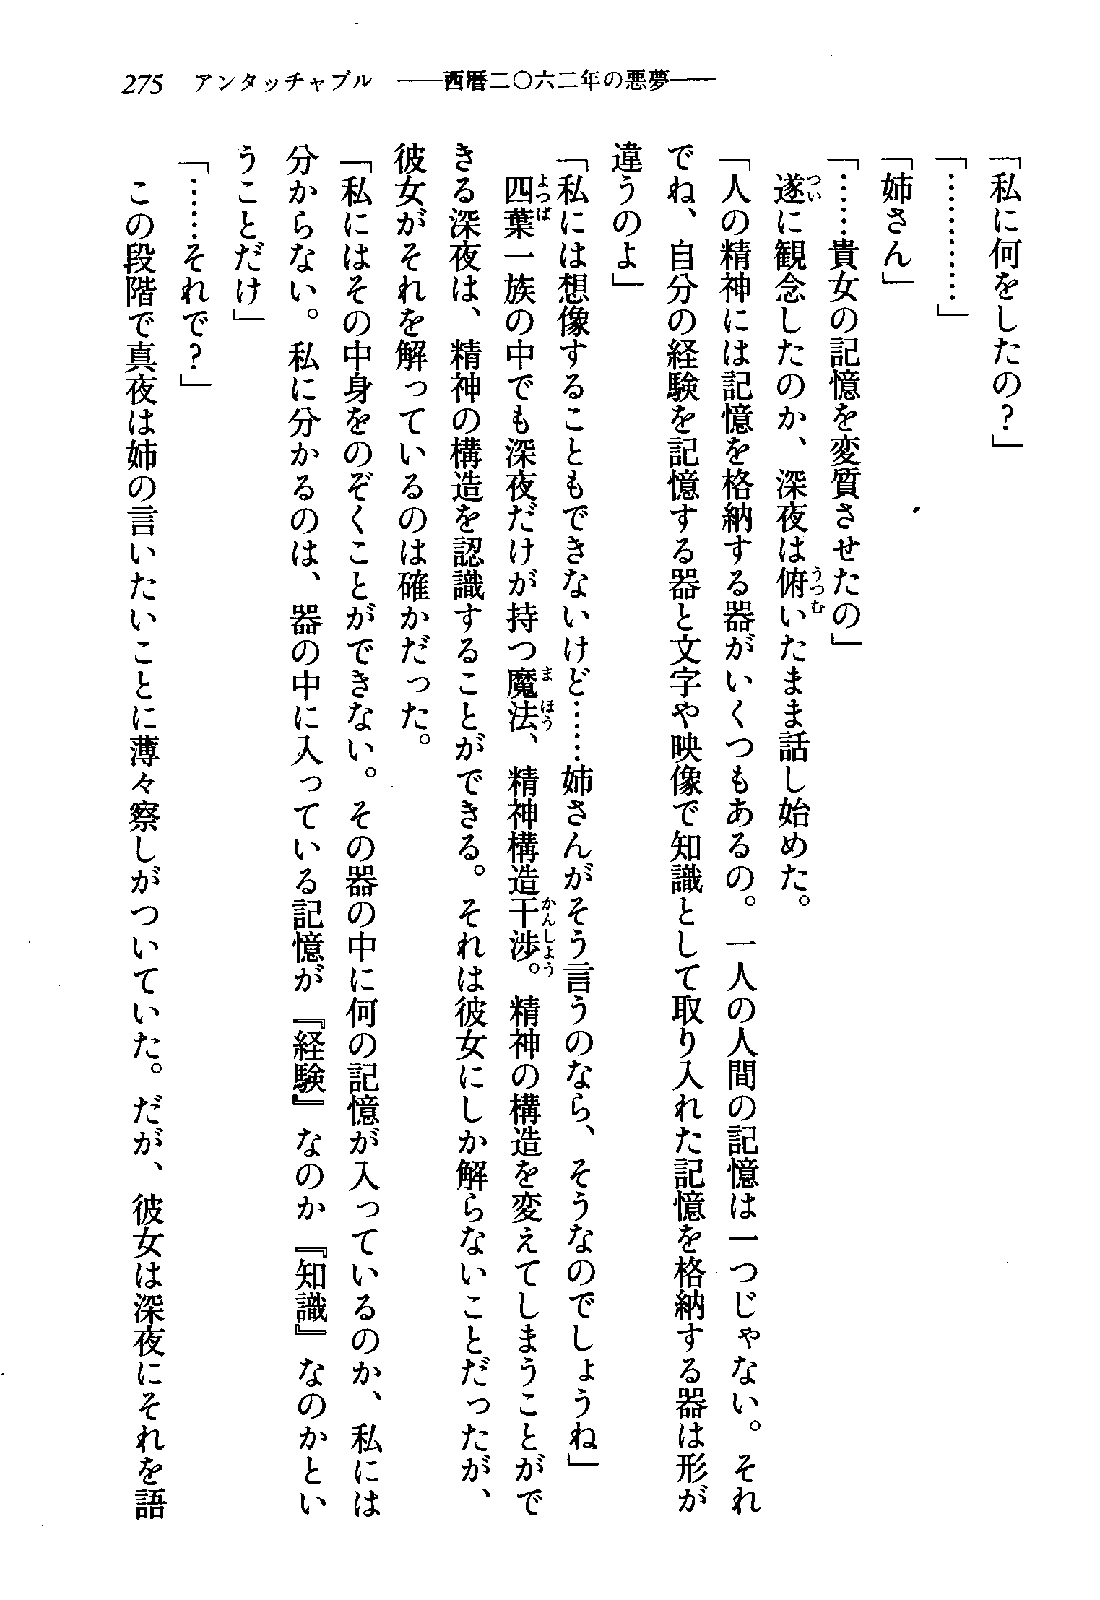 275 アンタッチャブル ――西暦二〇六二年の悪夢――
「私に何をしたの?」
「…………」
「姉さん」
「……貴女の記憶を変質させたの」
遂に観念したのか、深夜は俯いたまま話し始めた。
「人の精神には記憶を格納する器がいくつもあるの。一人の人間の記憶は一つじゃない。それ
でね、自分の経験を記憶する器と文字や映像で知識として取り入れた記憶を格納する器は形が
違うのよ」
「私には想像することもできないけど……姉さんがそう言うのなら、そうなのでしょうね」
四葉一族の中でも深夜だけが持つ魔法、精神構造干渉。精神の構造を変えてしまうことがで
きる深夜は、精神の構造を認識することができる。それは彼女にしか解らないことだったが、
彼女がそれを解っているのは確かだった。
「私にはその中身をのぞくことができない。その器の中に何の記憶が入っているのか、私には
分からない。私に分かるのは、器の中に入っている記憶が『経験』なのか『知識』なのかとい
うことだけ」
「……それで?」
この段階で真夜は姉の言いたいことに薄々察しがついていた。だが、彼女は深夜にそれを語